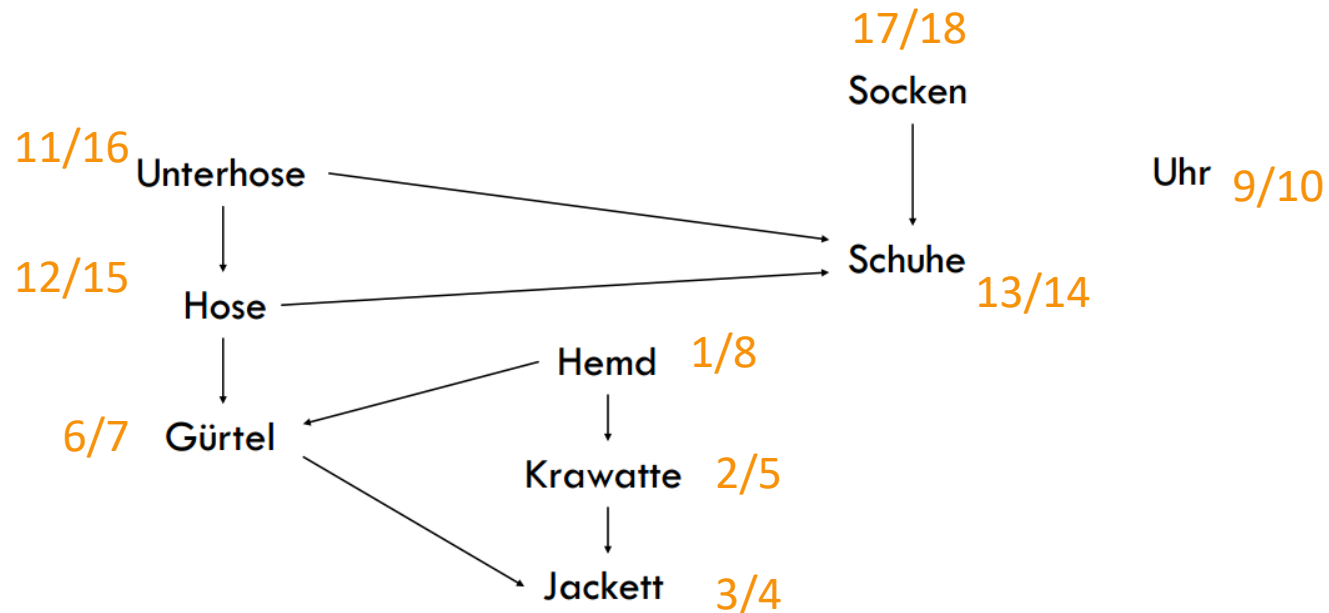 17/18
Socken
11/16
Unterhose
Uhr
9/10
Schuhe
13/14
12/15
Hose
Hemd
1/8
6/7
Gürtel
Krawatte
2/5
Jackett
3/4